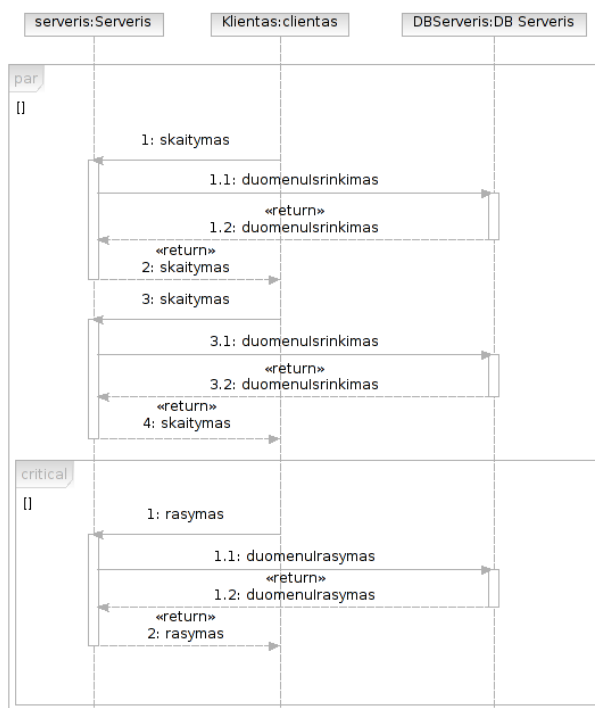 serveris:Serveris Klientas:clientas DBServeris:DB Serveris
par
[]
1: skaitymas
1.1: duomenuIsrinkimas
«return»
1.2: duomenuIsrinkimas
«return»
2: skaitymas
3: skaitymas
3.1: duomenuIsrinkimas
«return»
3.2: duomenuIsrinkimas
«return»
4: skaitymas
critical
[]
1: rasymas
1.1: duomenuIrasymas
«return»
1.2: duomenuIrasymas
«return»
2: rasymas